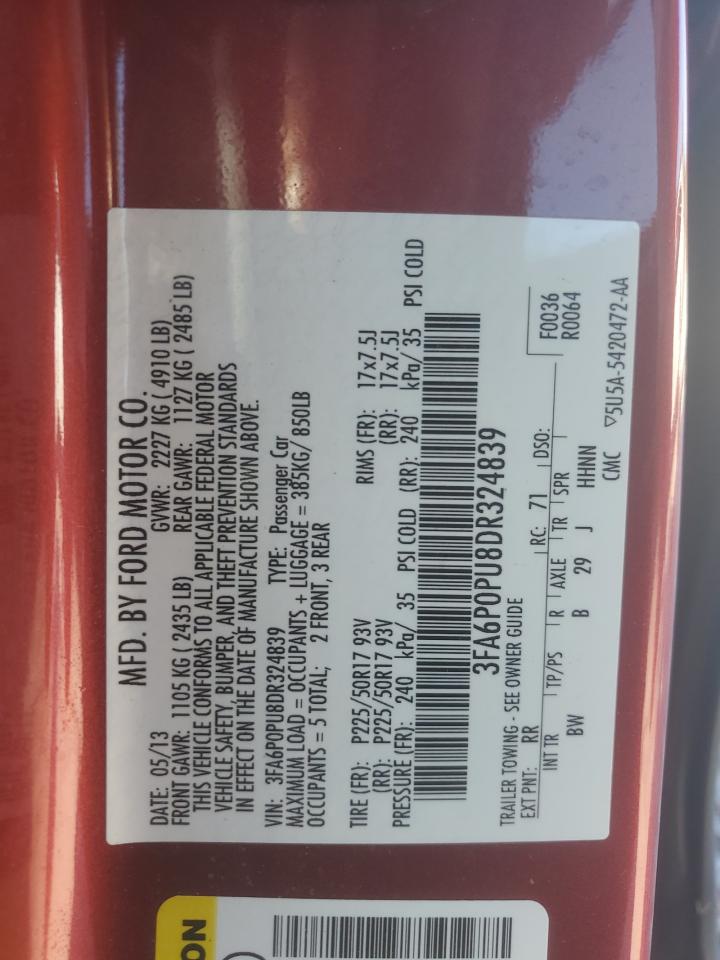 MFD. BY FORD MOTOR CO.
DATE: 05/13 GVWR: 2227 KG ( 4910 LB)
FRONT GAWR: 1105 KG ( 2435 LB) REAR GAWR: 1127 KG ( 2485 LB)
THIS VEHICLE CONFORMS TO ALL APPLICABLE FEDERAL MOTOR
VEHICLE SAFETY, BUMPER, AND THEFT PREVENTION STANDARDS
IN EFFECT ON THE DATE OF MANUFACTURE SHOWN ABOVE.
VIN: 3FA6P0PU8DR324839 TYPE: Passenger Car
MAXIMUM LOAD = OCCUPANTS + LUGGAGE = 385KG/ 850LB
OCCUPANTS = 5 TOTAL; 2 FRONT, 3 REAR
TIRE (FR): P225/50R17 93V RIMS (FR): 17x7.5J
(RR): P225/50R17 93V (RR): 17x7.5J
PRESSURE (FR): 240 kPa/ 35 PSI COLD (RR): 240 kPa/ 35 PSI COLD
3FA6P0PU8DR324839
TRAILER TOWING - SEE OWNER GUIDE
F0036
EXT PNT: RR RC: 71 DSO: R0064
INT TR TP/PS R AXLE TR SPR
BW B 29 J HHNN
CMC ▽5U5A-5420472-AA
ON